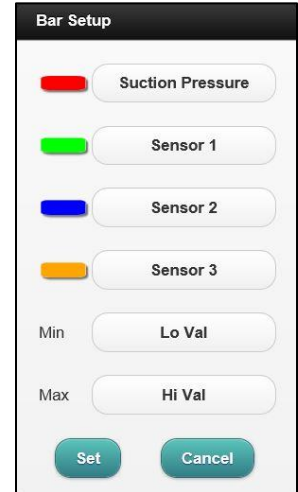 Bar Setup
Suction Pressure
Sensor 1
Sensor 2
Sensor 3
Min Lo Val
Max Hi Val
Set Cancel